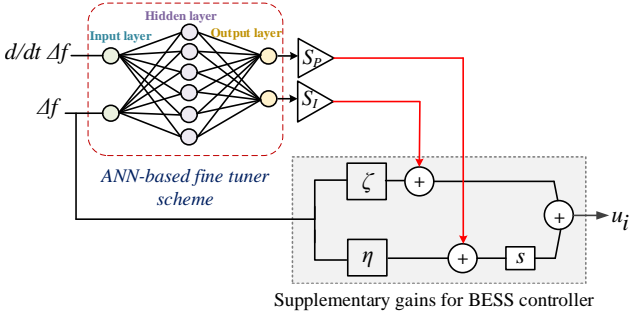 Hidden layer
Input layer
Output layer
d/dt Δf
Δf
S_P
S_I
ANN-based fine tuner
scheme
ζ
+
+
u_i
η
+
s
Supplementary gains for BESS controller